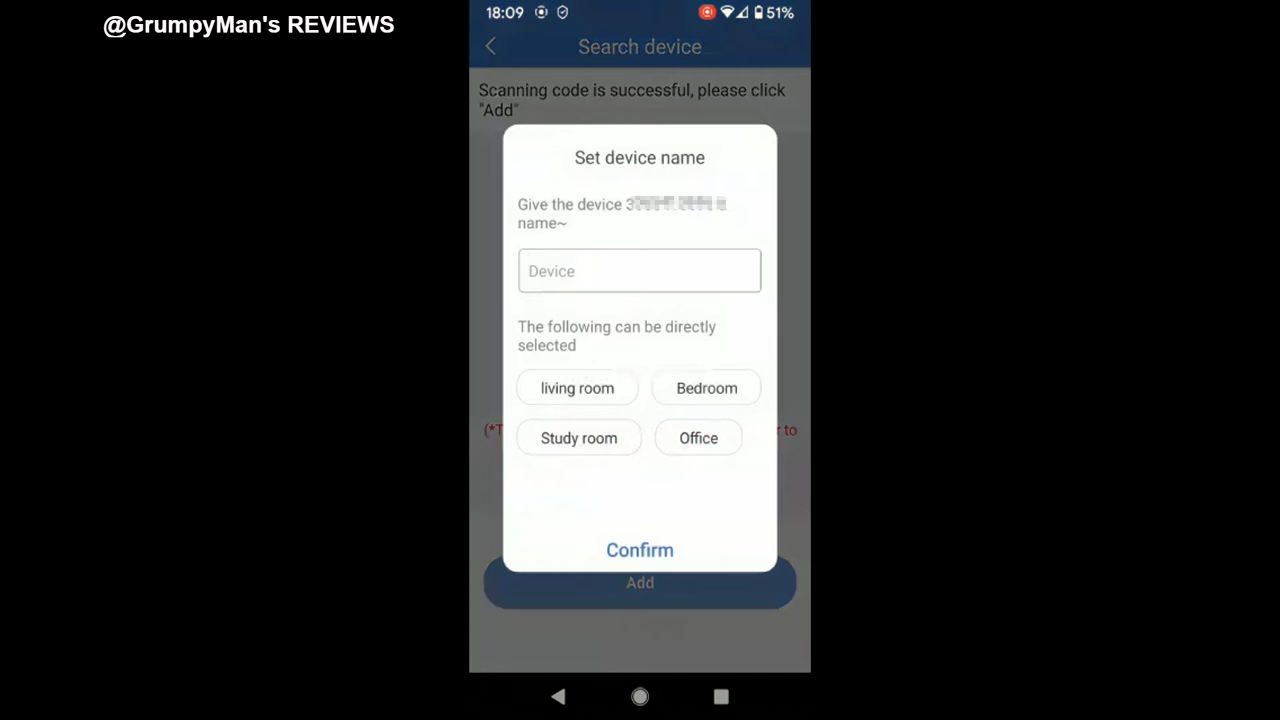 @GrumpyMan's REVIEWS
18:09
51%
Search device
Scanning code is successful, please click
"Add"
Set device name
Give the device
name~
Device
The following can be directly
selected
living room
Bedroom
Study room
Office
(*T
r to
Confirm
Add